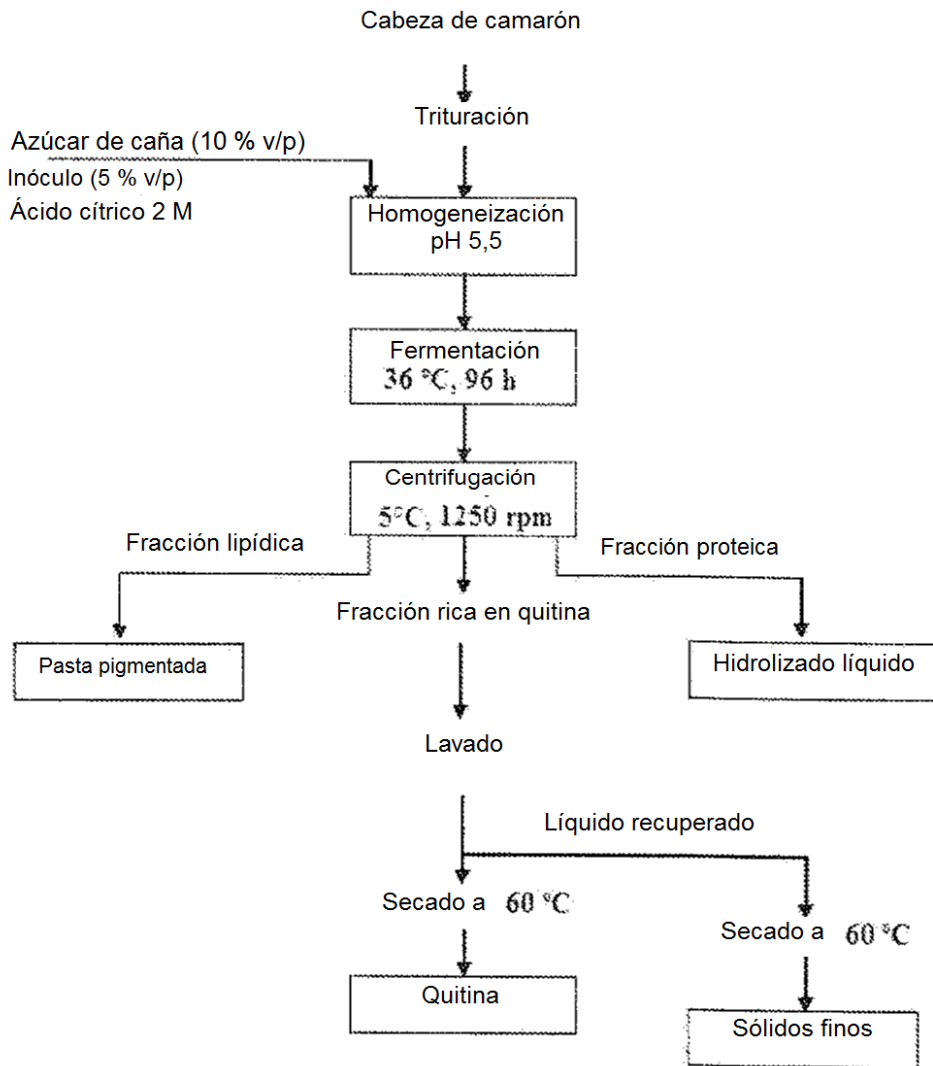 Cabeza de camarón
Trituración
Azúcar de caña (10 % v/p)
Inóculo (5 % v/p)
Ácido cítrico 2 M
Homogeneización
pH 5,5
Fermentación
36 °C, 96 h
Centrifugación
5°C, 1250 rpm
Fracción lipídica
Fracción proteica
Fracción rica en quitina
Pasta pigmentada
Hidrolizado líquido
Lavado
Líquido recuperado
Secado a 60 °C
Secado a 60 °C
Quitina
Sólidos finos